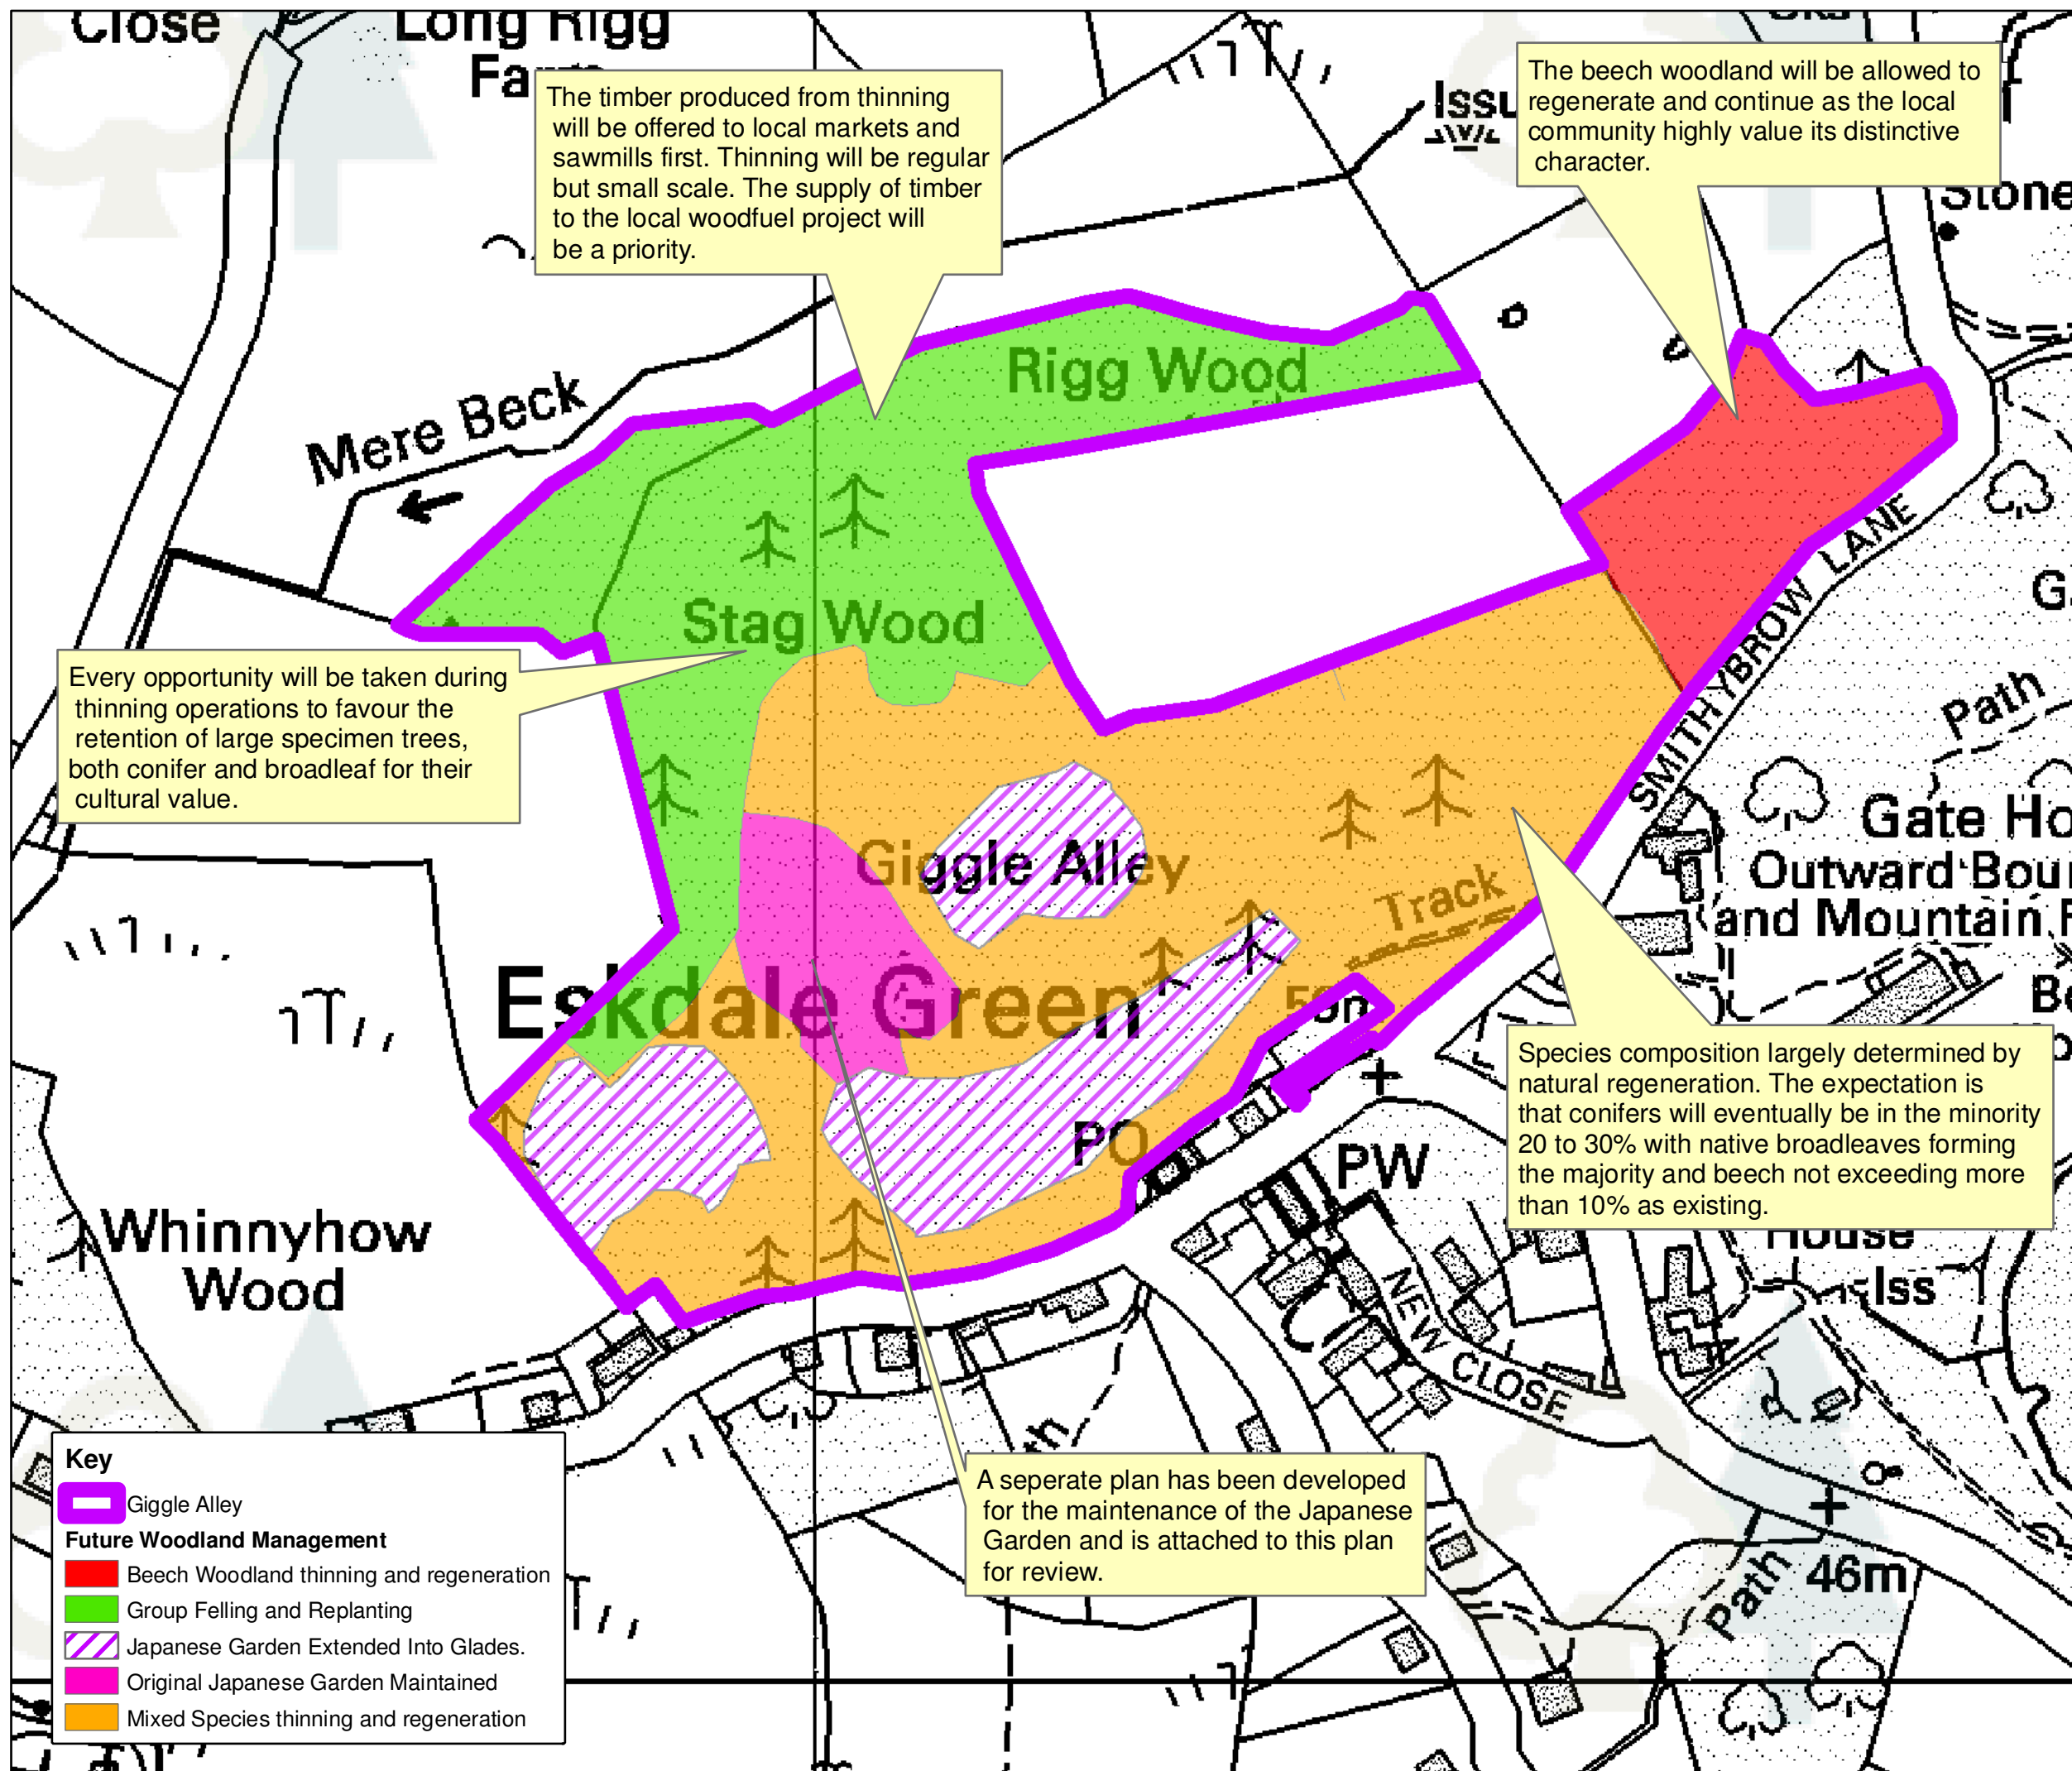 Close
Long Rigg
The timber produced from thinning
will be offered to local markets and
sawmills first. Thinning will be regular
but small scale. The supply of timber
to the local woodfuel project will
be a priority.
The beech woodland will be allowed to
regenerate and continue as the local
community highly value its distinctive
character.
Rigg Wood
Mere Beck
Stag Wood
SMITHYBROW LANE
Path
Every opportunity will be taken during
thinning operations to favour the
retention of large specimen trees,
both conifer and broadleaf for their
cultural value.
Giggle Alley
Track
Gate Ho
Outward Bour
and Mountain R
Eskdale Green
Species composition largely determined by
natural regeneration. The expectation is
that conifers will eventually be in the minority
20 to 30% with native broadleaves forming
the majority and beech not exceeding more
than 10% as existing.
PO
PW
Whinnyhow
Wood
House
Iss
NEW CLOSE
A seperate plan has been developed
for the maintenance of the Japanese
Garden and is attached to this plan
for review.
Path
46m
Key
Giggle Alley
Future Woodland Management
Beech Woodland thinning and regeneration
Group Felling and Replanting
Japanese Garden Extended Into Glades.
Original Japanese Garden Maintained
Mixed Species thinning and regeneration